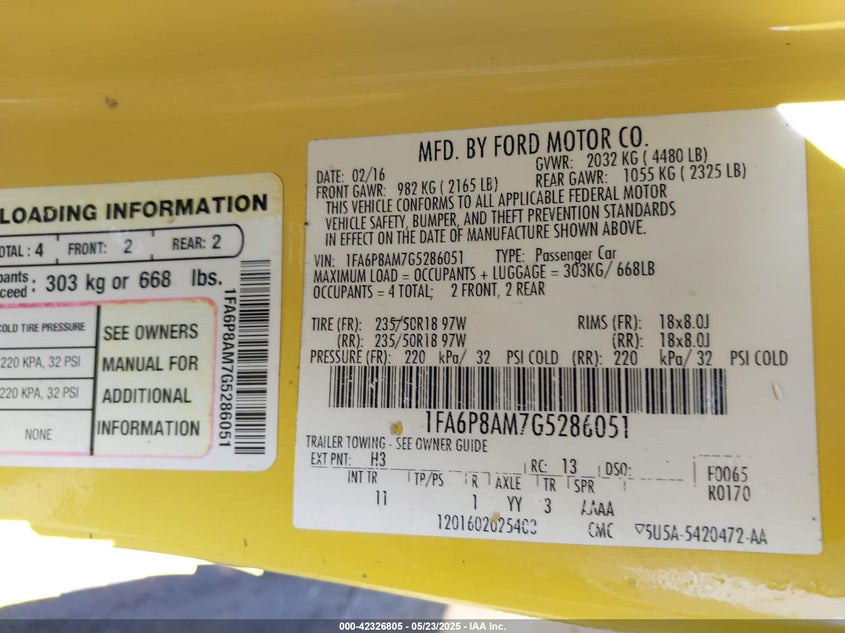 LOADING INFORMATION
TOTAL : 4 FRONT: 2 REAR: 2
303 kg or 668 lbs.
COLD TIRE PRESSURE
220 KPA, 32 PSI
220 KPA, 32 PSI
NONE
SEE OWNERS
MANUAL FOR
ADDITIONAL
INFORMATION
1FA6P8AM7G5286051
MFD. BY FORD MOTOR CO.
DATE: 02/16 GVWR: 2032 KG ( 4480 LB)
FRONT GAWR: 982 KG ( 2165 LB) REAR GAWR: 1055 KG ( 2325 LB)
THIS VEHICLE CONFORMS TO ALL APPLICABLE FEDERAL MOTOR
VEHICLE SAFETY, BUMPER, AND THEFT PREVENTION STANDARDS
IN EFFECT ON THE DATE OF MANUFACTURE SHOWN ABOVE.
VIN: 1FA6P8AM7G5286051 TYPE: Passenger Car
MAXIMUM LOAD = OCCUPANTS + LUGGAGE = 303KG/ 668LB
OCCUPANTS = 4 TOTAL; 2 FRONT, 2 REAR
TIRE (FR): 235/50R18 97W RIMS (FR): 18x8.0J
(RR): 235/50R18 97W (RR): 18x8.0J
PRESSURE (FR): 220 kPa/ 32 PSI COLD (RR): 220 kPa/ 32 PSI COLD
1FA6P8AM7G5286051
TRAILER TOWING - SEE OWNER GUIDE
EXT PNT: H3 RC: 13 DSO: F0065
INT TR TP/PS R AXLE TR SPR R0170
11 1 YY 3 AAAA
CMC ▽5U5A-5420472-AA
000-42326805 - 05/23/2025 - IAA Inc.